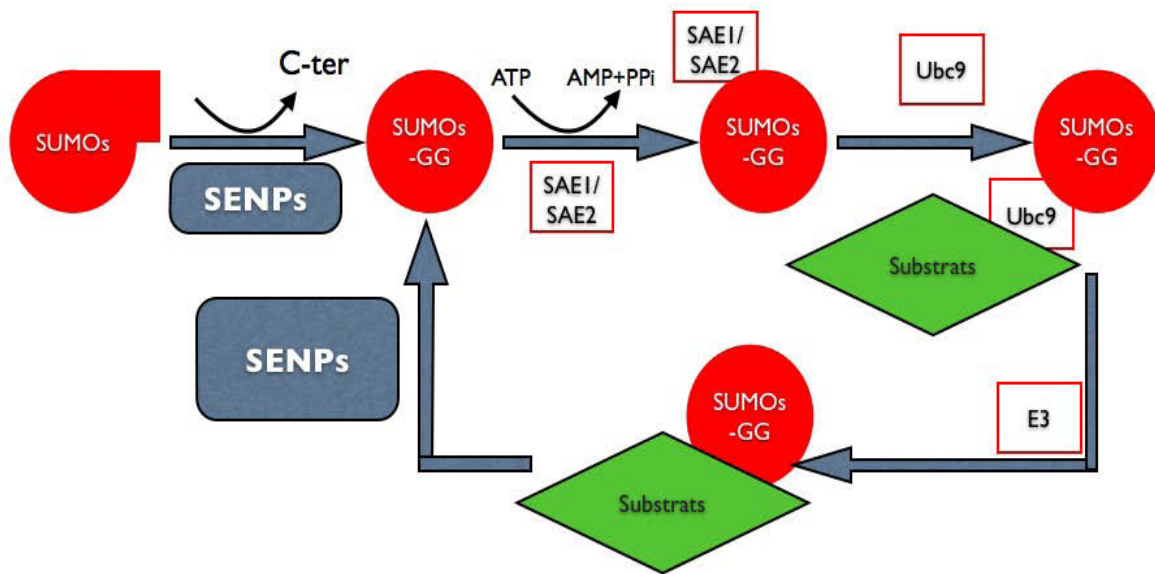 SUMOs
C-ter
SENPs
SUMOs
-GG
ATP
AMP+PPi
SAE1/
SAE2
SAE1/
SAE2
SUMOs
-GG
Ubc9
SUMOs
-GG
Ubc9
Substrats
E3
SUMOs
-GG
Substrats
SENPs